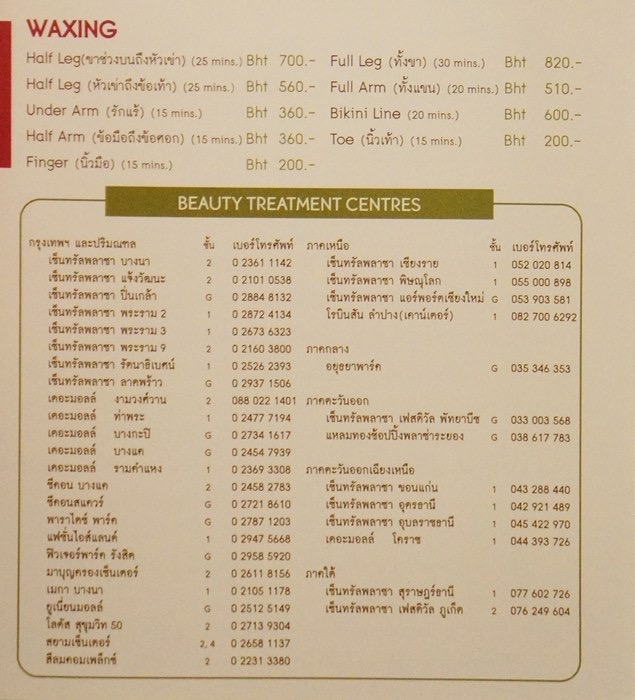 WAXING
Half Leg(ขาช่วงบนถึงหัวเข่า) (25 mins.) Bht 700.-
Half Leg (หัวเข่าถึงข้อเท้า) (25 mins.) Bht 560.-
Under Arm (รักแร้) (15 mins.) Bht 360.-
Half Arm (ข้อมือถึงข้อศอก) (15 mins.) Bht 360.-
Finger (นิ้วมือ) (15 mins.) Bht 200.-
Full Leg (ทั้งขา) (30 mins.) Bht 820.-
Full Arm (ทั้งแขน) (20 mins.) Bht 510.-
Bikini Line (20 mins.) Bht 600.-
Toe (นิ้วเท้า) (15 mins.) Bht 200.-
BEAUTY TREATMENT CENTRES
กรุงเทพฯ และปริมณฑล ชั้น เบอร์โทรศัพท์
เซ็นทรัลพลาซา บางนา 2 0 2361 1142
เซ็นทรัลพลาซา แจ้งวัฒนะ 2 0 2101 0538
เซ็นทรัลพลาซา ปิ่นเกล้า G 0 2884 8132
เซ็นทรัลพลาซา พระราม 2 1 0 2872 4134
เซ็นทรัลพลาซา พระราม 3 1 0 2673 6323
เซ็นทรัลพลาซา พระราม 9 2 0 2160 3800
เซ็นทรัลพลาซา รัตนาธิเบศน์ 1 0 2526 2393
เซ็นทรัลพลาซา ลาดพร้าว G 0 2937 1506
เดอะมอลล์ งามวงศ์วาน 2 088 022 1401
เดอะมอลล์ ท่าพระ 1 0 2477 7194
เดอะมอลล์ บางกะปิ G 0 2734 1617
เดอะมอลล์ บางแค G 0 2454 7939
เดอะมอลล์ รามคำแหง 1 0 2369 3308
ซีคอน บางแค 2 0 2458 2783
ซีคอนสแควร์ G 0 2721 8610
พาราไดซ์ พาร์ค G 0 2787 1203
แฟชั่นไอส์แลนด์ 1 0 2947 5668
ฟิวเจอร์พาร์ค รังสิต G 0 2958 5920
มาบุญครองเซ็นเตอร์ 2 0 2611 8156
เมกา บางนา 1 0 2105 1178
ยูเนี่ยนมอลล์ G 0 2512 5149
โลตัส สุขุมวิท 50 2 0 2713 9304
สยามเซ็นเตอร์ 2, 4 0 2658 1137
สีลมคอมเพล็กซ์ 2 0 2231 3380
ภาคเหนือ ชั้น เบอร์โทรศัพท์
เซ็นทรัลพลาซา เชียงราย 1 052 020 814
เซ็นทรัลพลาซา พิษณุโลก 1 055 000 898
เซ็นทรัลพลาซา แอร์พอร์ตเชียงใหม่ G 053 903 581
โรบินสัน ลำปาง(เคาน์เตอร์) 1 082 700 6292
ภาคกลาง
อยุธยาพาร์ค G 035 346 353
ภาคตะวันออก
เซ็นทรัลพลาซา เฟสติวัล พัทยาบีช G 033 003 568
แหลมทองช้อปปิ้งพลาซ่าระยอง G 038 617 783
ภาคตะวันออกเฉียงเหนือ
เซ็นทรัลพลาซา ขอนแก่น 1 043 288 440
เซ็นทรัลพลาซา อุดรธานี 1 042 921 489
เซ็นทรัลพลาซา อุบลราชธานี 1 045 422 970
เดอะมอลล์ โคราช 1 044 393 726
ภาคใต้
เซ็นทรัลพลาซา สุราษฎร์ธานี 1 077 602 726
เซ็นทรัลพลาซา เฟสติวัล ภูเก็ต 2 076 249 604